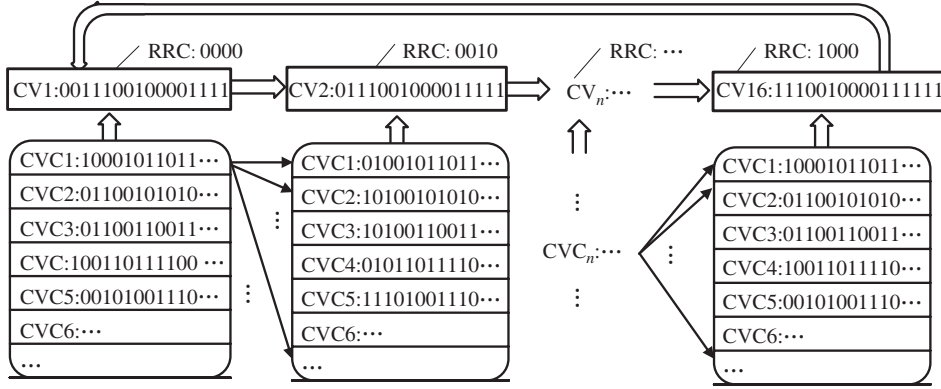 RRC: 0000
RRC: 0010
RRC: ⋯
RRC: 1000
CV1:0011100100001111
CV2:0111001000011111
CVn:⋯
CV16:1110010000111111
CVC1:10001011011⋯
CVC2:01100101010⋯
CVC3:01100110011⋯
CVC:100110111100 ⋯
CVC5:00101001110⋯
CVC6:⋯
⋯
⋮
CVC1:01001011011⋯
CVC2:10100101010⋯
CVC3:10100110011⋯
CVC4:01011011110⋯
CVC5:11101001110⋯
CVC6:⋯
⋯
⋮
⋮
CVCn:⋯
⋮
⋮
CVC1:10001011011⋯
CVC2:01100101010⋯
CVC3:01100110011⋯
CVC4:10011011110⋯
CVC5:00101001110⋯
CVC6:⋯
⋯